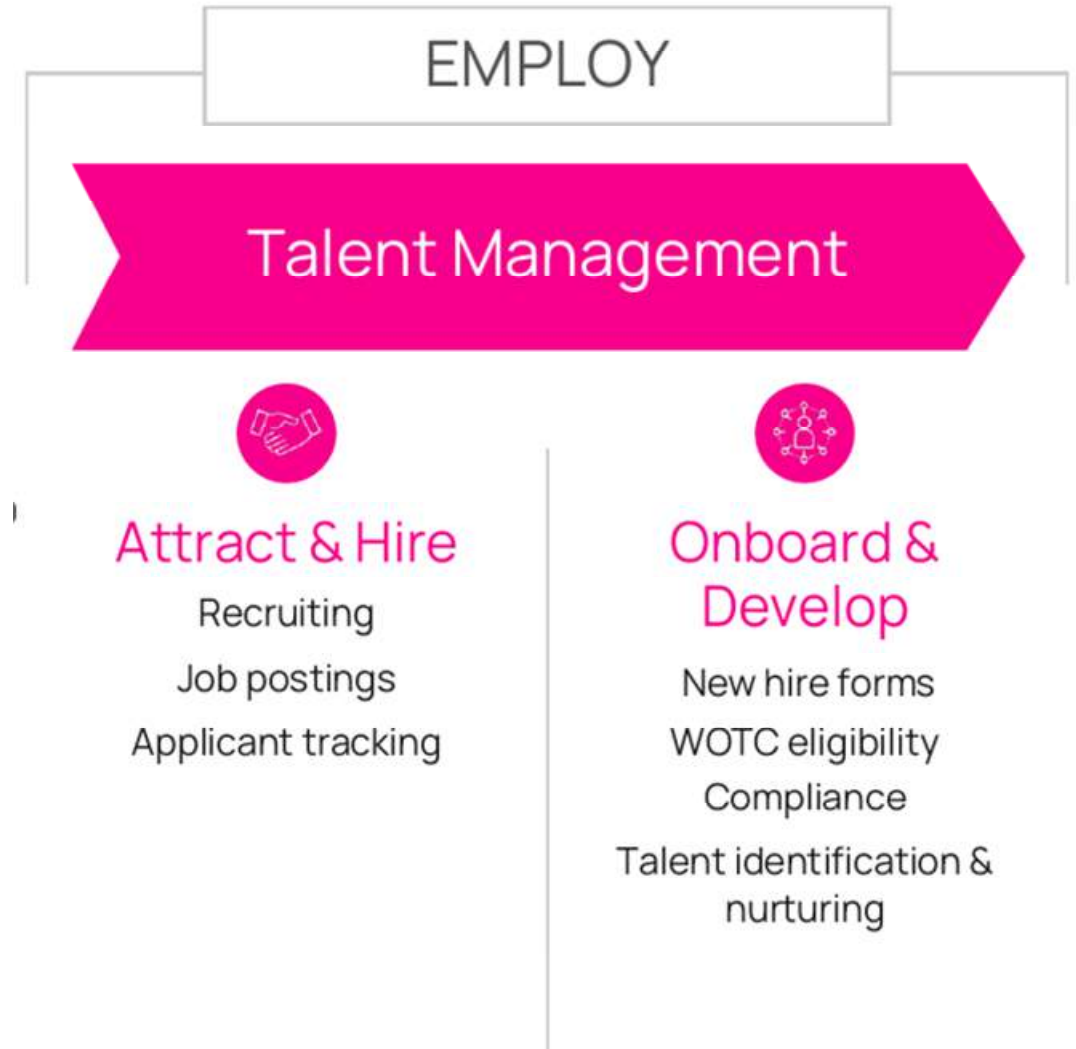 EMPLOY
Talent Management
Attract & Hire
Recruiting
Job postings
Applicant tracking
Onboard &
Develop
New hire forms
WOTC eligibility
Compliance
Talent identification &
nurturing